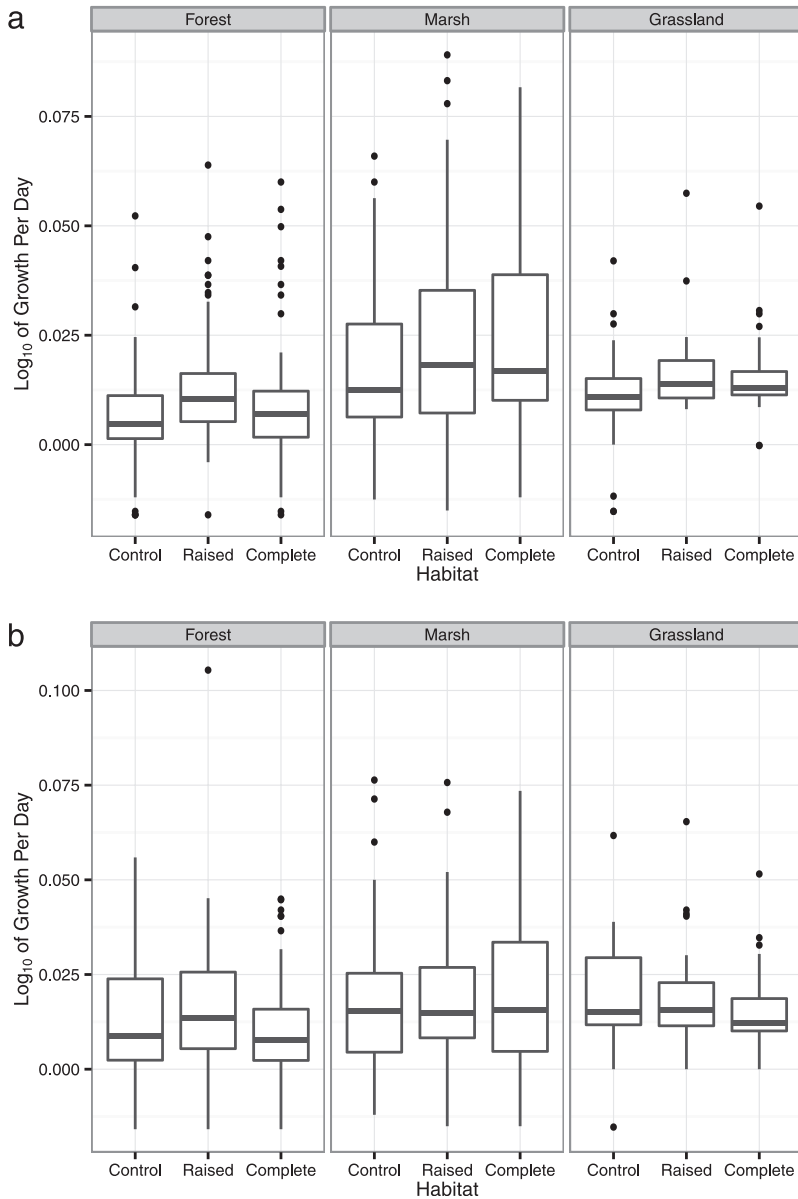 a
Forest Marsh Grassland
Log10 of Growth Per Day
0.075
0.050
0.025
0.000
Control Raised Complete Control Raised Complete Control Raised Complete
Habitat
b
Forest Marsh Grassland
Log10 of Growth Per Day
0.100
0.075
0.050
0.025
0.000
Control Raised Complete Control Raised Complete Control Raised Complete
Habitat